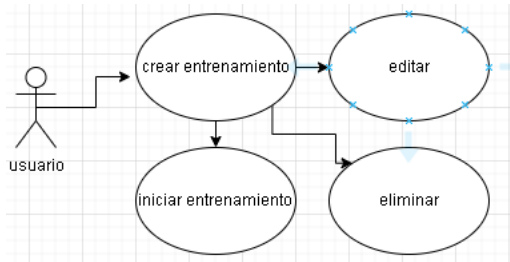 crear entrenamiento
editar
usuario
iniciar entrenamiento
eliminar